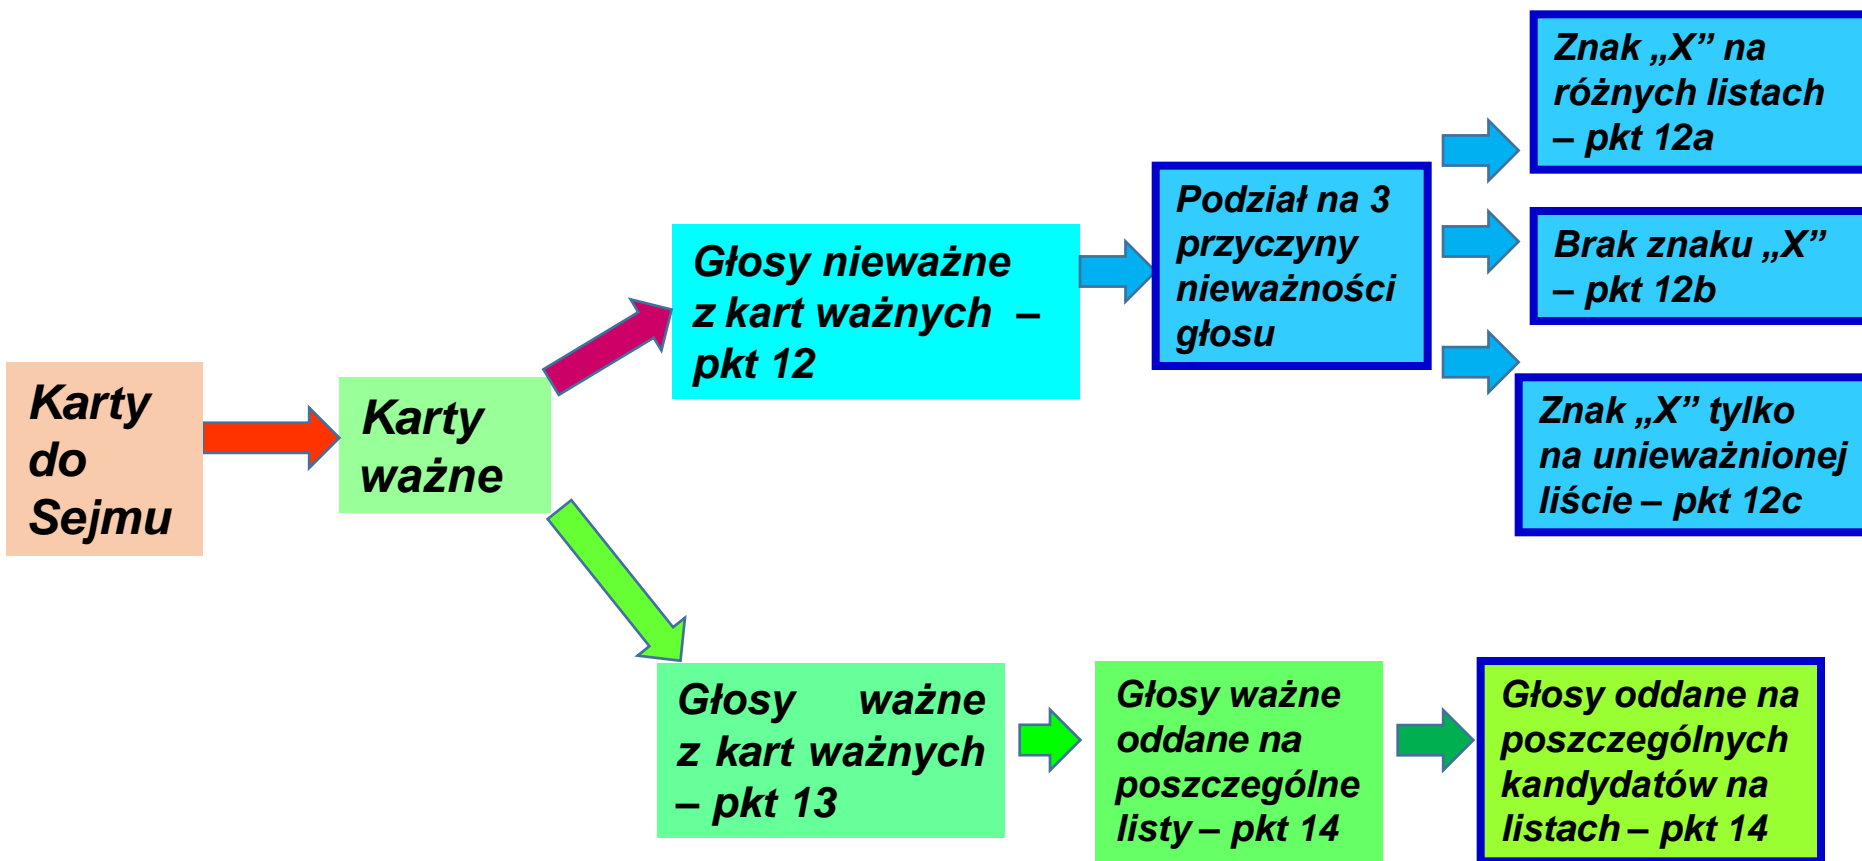 Karty
do
Sejmu
Karty
ważne
Głosy nieważne
z kart ważnych –
pkt 12
Podział na 3
przyczyny
nieważności
głosu
Znak „X” na
różnych listach
– pkt 12a
Brak znaku „X”
– pkt 12b
Znak „X” tylko
na unieważnionej
liście – pkt 12c
Głosy ważne
z kart ważnych
– pkt 13
Głosy ważne
oddane na
poszczególne
listy – pkt 14
Głosy oddane na
poszczególnych
kandydatów na
listach – pkt 14